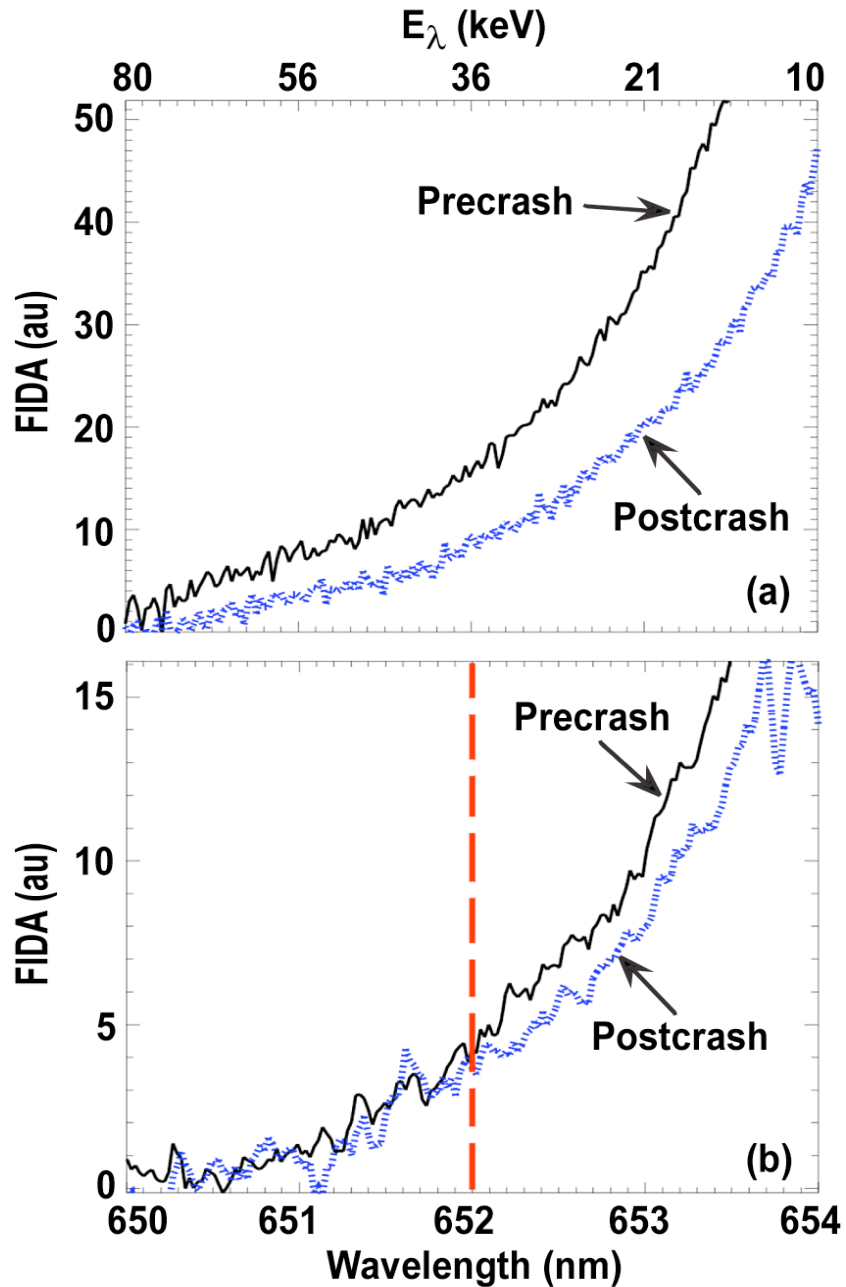 E_λ (keV)
80 56 36 21 10
50
40
30
20
10
0
FIDA (au)
Precrash
Postcrash
(a)
15
10
5
0
FIDA (au)
Precrash
Postcrash
(b)
650 651 652 653 654
Wavelength (nm)